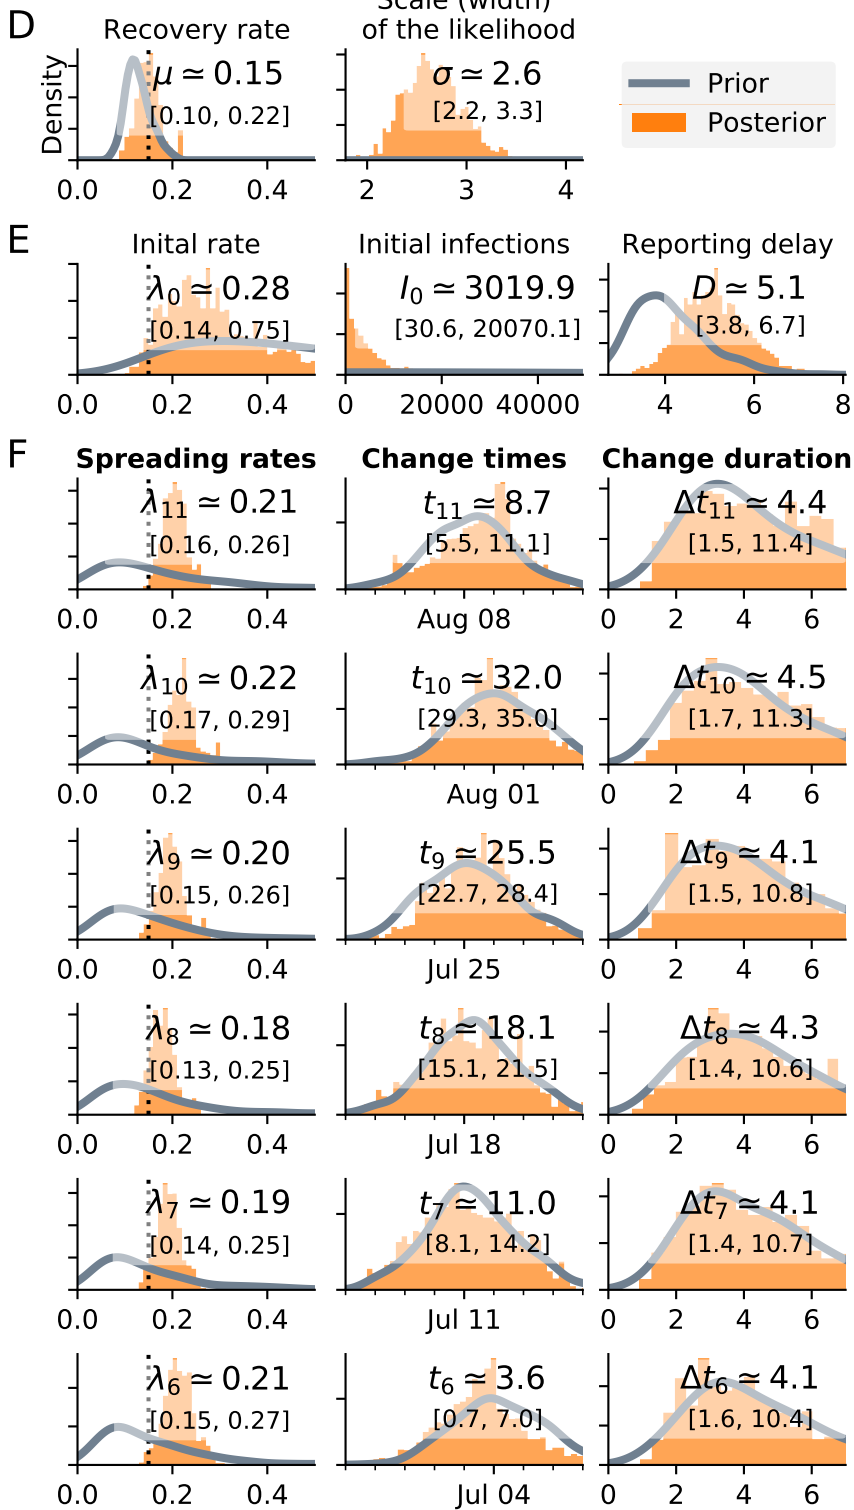 D
Scale (width)
Recovery rate
of the likelihood
Density
μ ≃ 0.15
[0.10, 0.22]
σ ≃ 2.6
[2.2, 3.3]
Prior
Posterior
0.0 0.2 0.4
2 3 4
E
Inital rate
Initial infections
Reporting delay
λ0 ≃ 0.28
[0.14, 0.75]
I0 ≃ 3019.9
[30.6, 20070.1]
D ≃ 5.1
[3.8, 6.7]
0.0 0.2 0.4
0 20000 40000
4 6 8
F
Spreading rates
Change times
Change duration
λ11 ≃ 0.21
[0.16, 0.26]
t11 ≃ 8.7
[5.5, 11.1]
Δt11 ≃ 4.4
[1.5, 11.4]
0.0 0.2 0.4
Aug 08
0 2 4 6
λ10 ≃ 0.22
[0.17, 0.29]
t10 ≃ 32.0
[29.3, 35.0]
Δt10 ≃ 4.5
[1.7, 11.3]
0.0 0.2 0.4
Aug 01
0 2 4 6
λ9 ≃ 0.20
[0.15, 0.26]
t9 ≃ 25.5
[22.7, 28.4]
Δt9 ≃ 4.1
[1.5, 10.8]
0.0 0.2 0.4
Jul 25
0 2 4 6
λ8 ≃ 0.18
[0.13, 0.25]
t8 ≃ 18.1
[15.1, 21.5]
Δt8 ≃ 4.3
[1.4, 10.6]
0.0 0.2 0.4
Jul 18
0 2 4 6
λ7 ≃ 0.19
[0.14, 0.25]
t7 ≃ 11.0
[8.1, 14.2]
Δt7 ≃ 4.1
[1.4, 10.7]
0.0 0.2 0.4
Jul 11
0 2 4 6
λ6 ≃ 0.21
[0.15, 0.27]
t6 ≃ 3.6
[0.7, 7.0]
Δt6 ≃ 4.1
[1.6, 10.4]
0.0 0.2 0.4
Jul 04
0 2 4 6